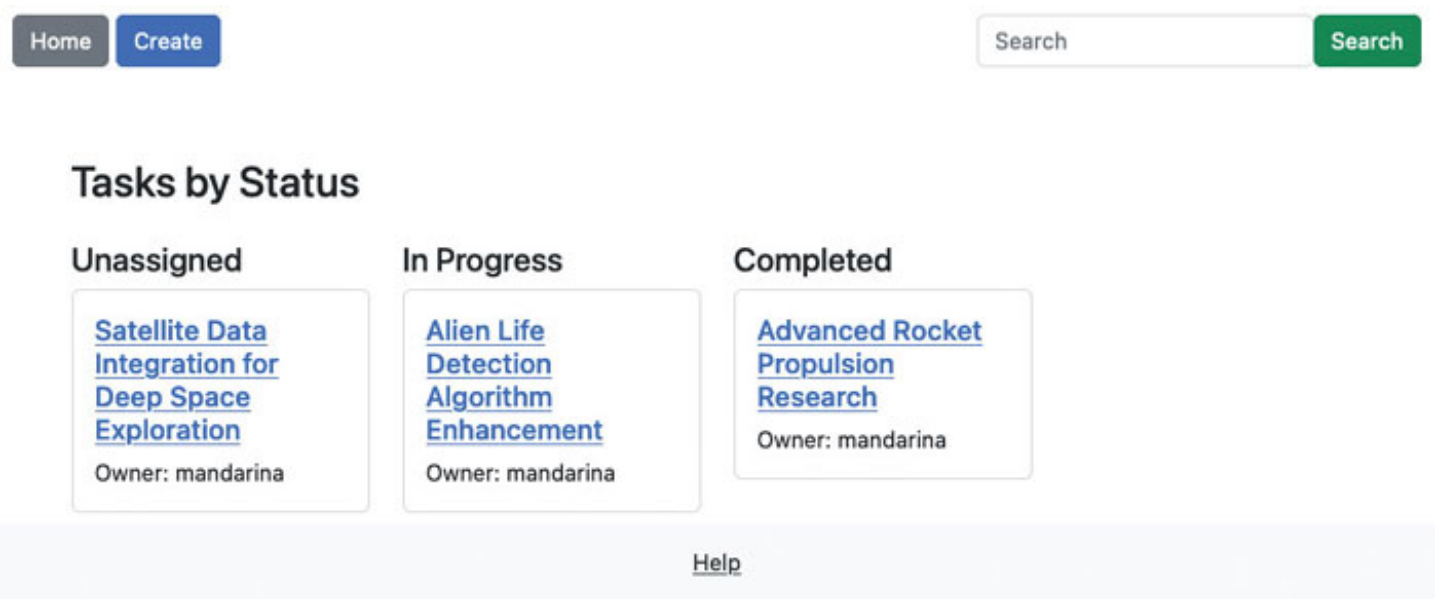 Home Create Search Search
Tasks by Status
Unassigned
Satellite Data
Integration for
Deep Space
Exploration
Owner: mandarina
In Progress
Alien Life
Detection
Algorithm
Enhancement
Owner: mandarina
Completed
Advanced Rocket
Propulsion
Research
Owner: mandarina
Help